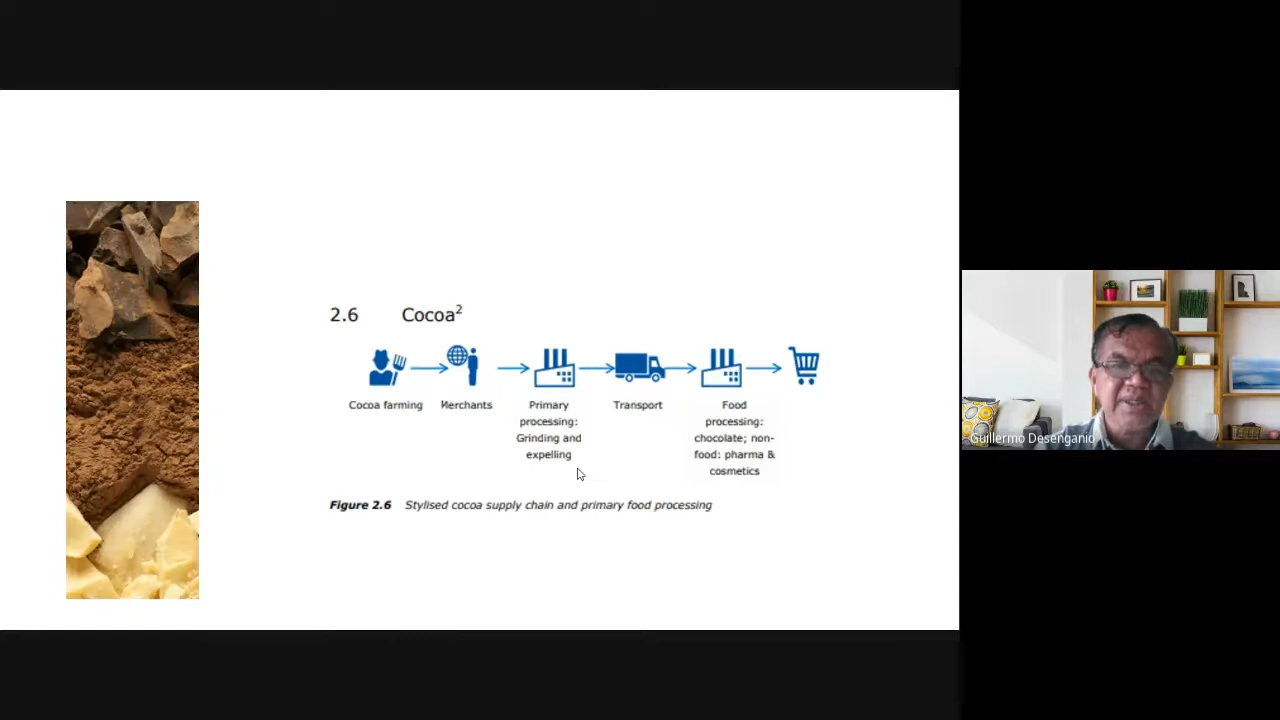 2.6 Cocoa2
Cocoa farming
Merchants
Primary
processing:
Grinding and
expelling
Transport
Food
processing:
chocolate; non-
food: pharma &
cosmetics
Figure 2.6 Stylised cocoa supply chain and primary food processing
Guillermo Desenganio